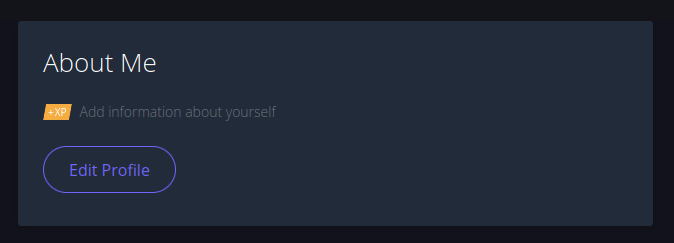 About Me
+XP Add information about yourself
Edit Profile